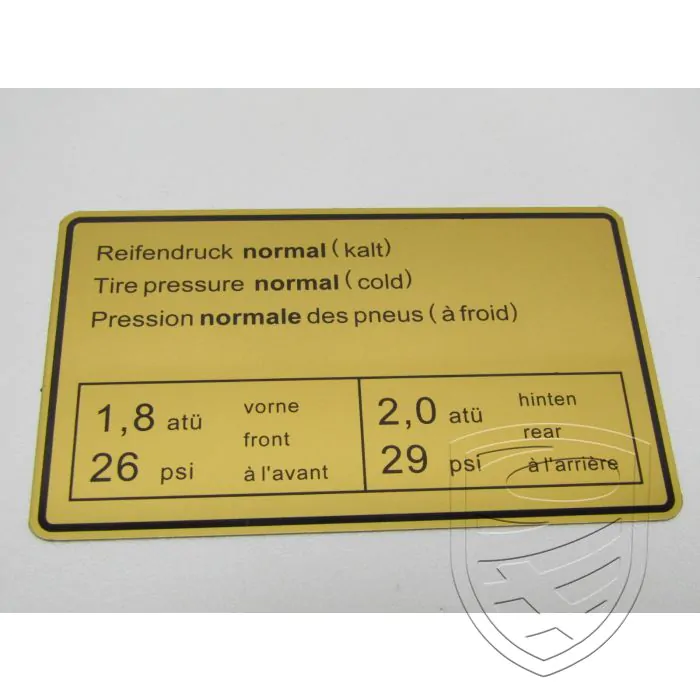 Reifendruck normal (kalt)
Tire pressure normal (cold)
Pression normale des pneus (à froid)
1,8 atü vorne
front
26 psi à l'avant
2,0 atü hinten
rear
29 psi à l'arrière